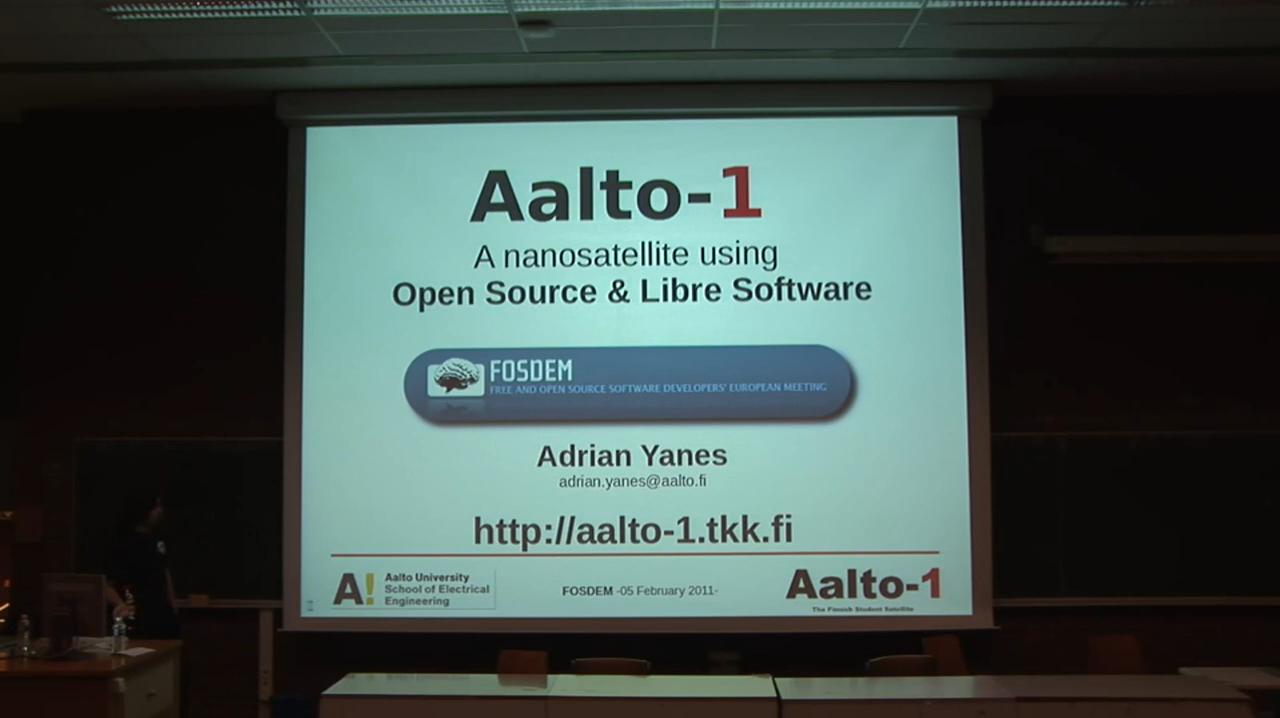 Aalto-1
A nanosatellite using
Open Source & Libre Software
FOSDEM
FREE AND OPEN SOURCE SOFTWARE DEVELOPERS' EUROPEAN MEETING
Adrian Yanes
adrian.yanes@aalto.fi
http://aalto-1.tkk.fi
A!
Aalto University
School of Electrical
Engineering
FOSDEM -05 February 2011-
Aalto-1
The Finnish Student Satellite